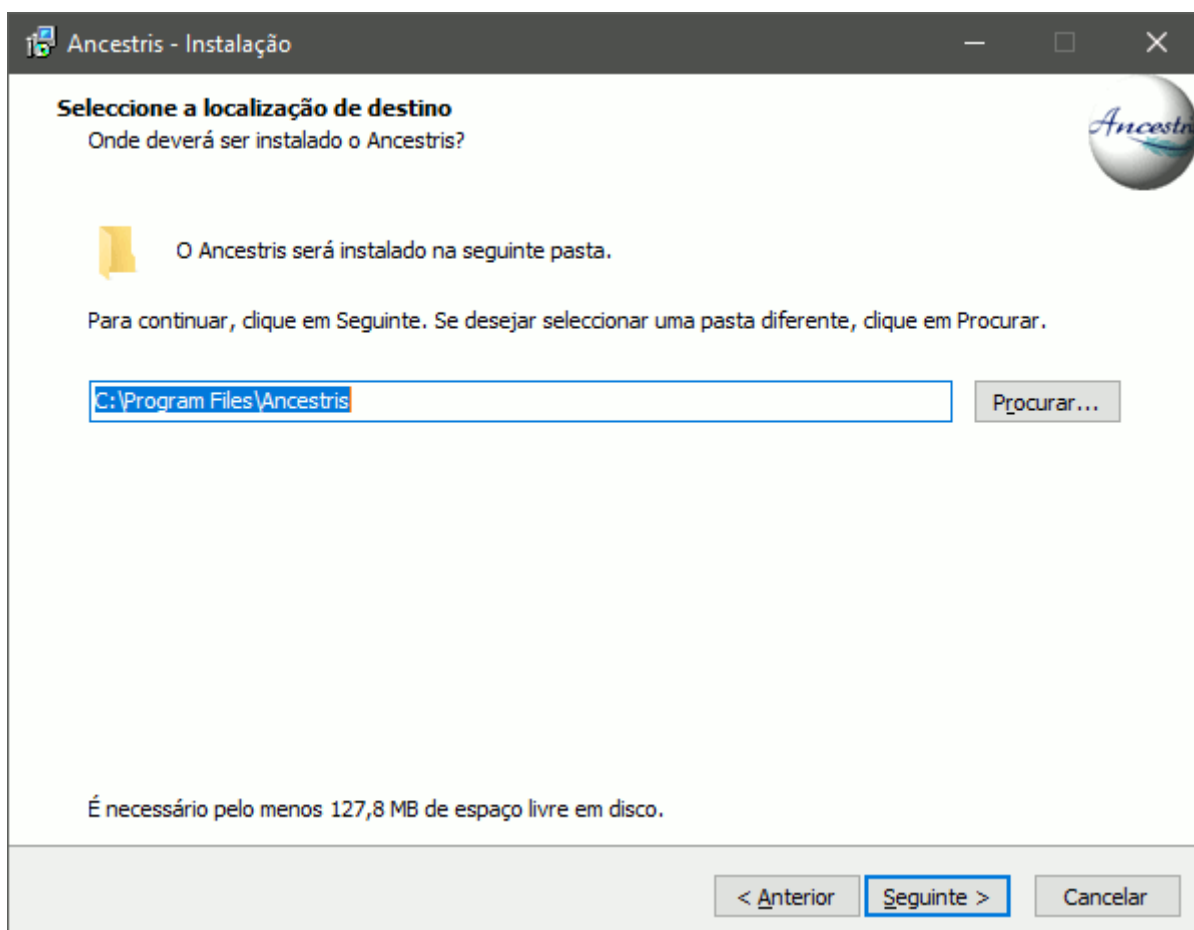 Ancestris - Instalação
Seleccione a localização de destino
Onde deverá ser instalado o Ancestris?
O Ancestris será instalado na seguinte pasta.
Para continuar, clique em Seguinte. Se desejar seleccionar uma pasta diferente, clique em Procurar.
C:\Program Files\Ancestris
Procurar...
É necessário pelo menos 127,8 MB de espaço livre em disco.
< Anterior
Seguinte >
Cancelar